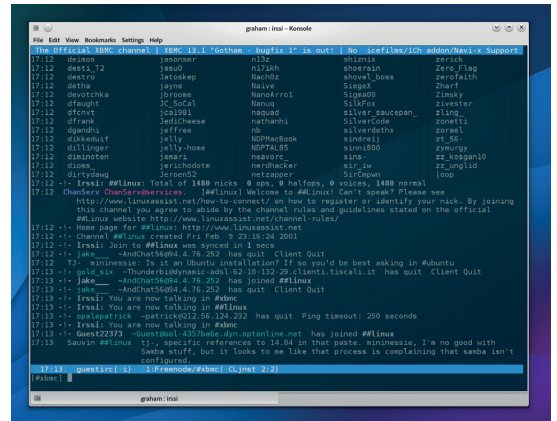 graham : irssi – Konsole
File Edit View Bookmarks Settings Help
The Official XBMC channel | XBMC 13.1 "Gotham - bugfix 1" is out! | No icefilms/1Ch addon/Navi-x Support
17:12 deimos jasonsmr nl3z shiznix zerick
17:12 desti_T2 jasu0 nl7ikh shoerain Zero_Flag
17:12 destro Jatoskep Nach0z shovel_boss zerofaith
17:12 detha jayne Naive SiegeX Zharf
17:12 devotchka jbroome NanoArro1 Sigma00 Zimsky
17:12 dfaught JC_SoCal Nanuq SilkFox zivester
17:12 dfcnvt jca1981 naquad silver_saucepan_ zling_
17:12 dfrank JediCheese nathanhi SilverCode zonetti
17:12 dgandhi jeffree nb silverdethx zorael
17:12 dikkeduif jelly NDPMacBook sindreij zt_56-
17:12 dillinger jelly-home NDPTAL85 sinni800 zymurgy
17:12 diminoten jemari neavorc_ sins- zz_kosgan10
17:12 dioms_ jerichodotm nerdhacker sir_iw zz_unglid
17:12 dirtydawg Jeroen52 netzapper SirCmpwn |oop
17:12 -!- Irssi: ##linux: Total of 1480 nicks 0 ops, 0 halfops, 0 voices, 1480 normal
17:12 ChanServ ChanServ@services. [##linux] Welcome to ##Linux! Can't speak? Please see
http://www.linuxassist.net/how-to-connect/ on how to register or identify your nick. By joining
this channel you agree to abide by the channel rules and guidelines stated on the official
##Linux website http://www.linuxassist.net/channel-rules/
17:12 -!- Home page for ##linux: http://www.linuxassist.net
17:12 -!- Channel ##linux created Fri Feb 9 23:16:24 2001
17:12 -!- Irssi: Join to ##linux was synced in 1 secs
17:12 -!- jake___ ~AndChat56@94.4.76.252 has quit Client Quit
17:12 TJ- mininessie: Is it an Ubuntu installation? If so you'd be best asking in #ubuntu
17:13 -!- gold_six ~Thunderbi@dynamic-adsl-62-10-132-29.clienti.tiscali.it has quit Client Quit
17:13 -!- jake___ ~AndChat56@94.4.76.252 has joined ##linux
17:13 -!- jake___ ~AndChat56@94.4.76.252 has quit Client Quit
17:13 -!- Irssi: You are now talking in #xbmc
17:13 -!- Irssi: You are now talking in ##linux
17:13 -!- opalepatrick ~patrick@212.56.124.232 has quit Ping timeout: 250 seconds
17:13 -!- Irssi: You are now talking in #xbmc
17:13 -!- Guest22373 ~Guest@ool-4357ba6e.dyn.optonline.net has joined ##linux
17:13 Sauvin ##linux tj-, specific references to 14.04 in that paste. mininessie, I'm no good with
Samba stuff, but it looks to me like that process is complaining that samba isn't
configured.
17:13 guestirc( i) 1:Freenode/#xbmc( CLjnst 2:2)
[#xbmc]
graham : irssi